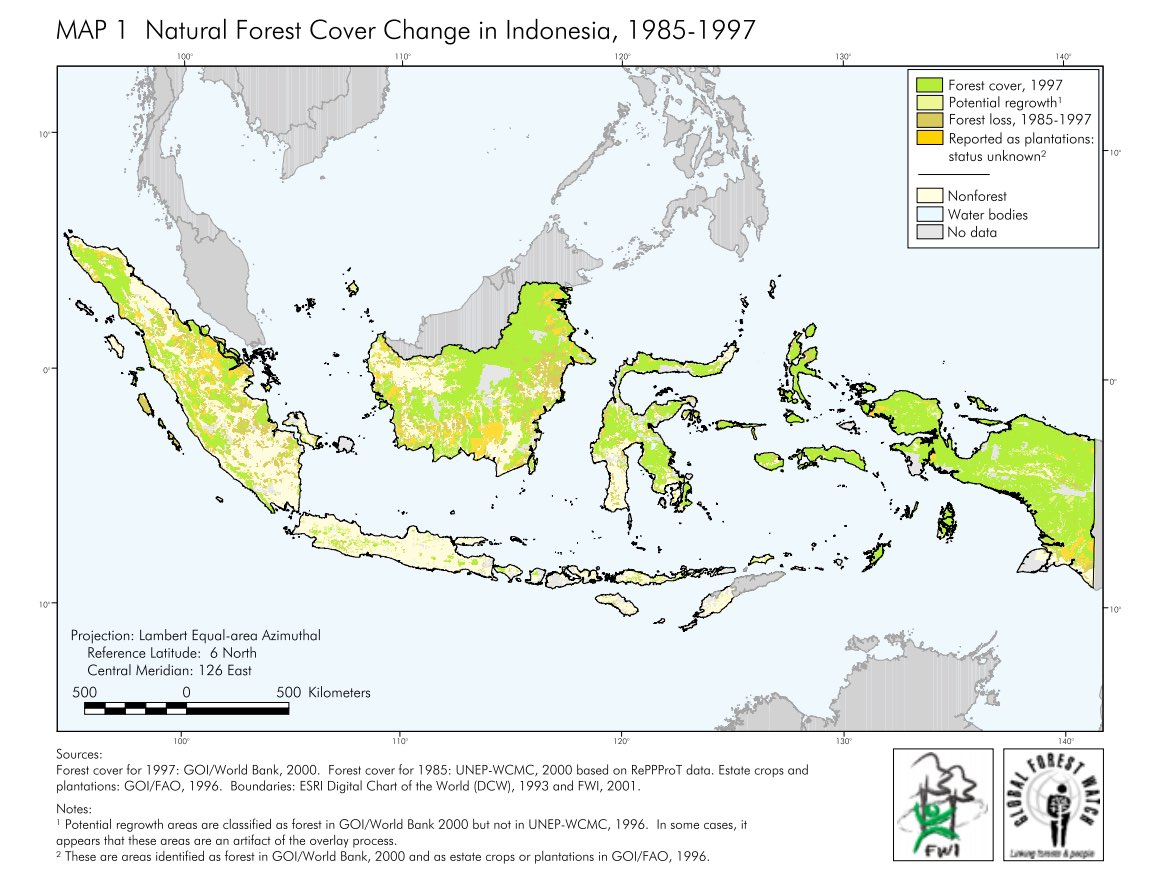 MAP 1 Natural Forest Cover Change in Indonesia, 1985-1997
100° 110° 120° 130° 140°
Forest cover, 1997
Potential regrowth¹
Forest loss, 1985-1997
Reported as plantations:
status unknown²
Nonforest
Water bodies
No data
10° 10°
0° 0°
10° 10°
Projection: Lambert Equal-area Azimuthal
Reference Latitude: 6 North
Central Meridian: 126 East
500 0 500 Kilometers
100° 110° 120° 130° 140°
Sources:
Forest cover for 1997: GOI/World Bank, 2000. Forest cover for 1985: UNEP-WCMC, 2000 based on RePPProT data. Estate crops and
plantations: GOI/FAO, 1996. Boundaries: ESRI Digital Chart of the World (DCW), 1993 and FWI, 2001.
Notes:
¹ Potential regrowth areas are classified as forest in GOI/World Bank 2000 but not in UNEP-WCMC, 1996. In some cases, it
appears that these areas are an artifact of the overlay process.
² These are areas identified as forest in GOI/World Bank, 2000 and as estate crops or plantations in GOI/FAO, 1996.
FWI
GLOBAL FOREST WATCH
Linking forests & people